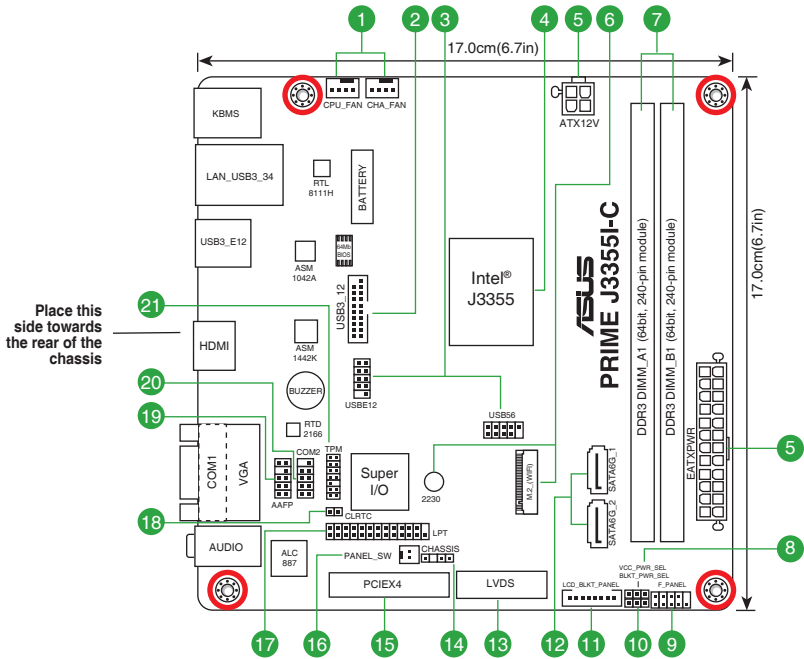 1
2
3
4
5
6
7
17.0cm(6.7in)
KBMS
CPU_FAN
CHA_FAN
ATX12V
LAN_USB3_34
RTL
8111H
BATTERY
USB3_E12
ASM
1042A
64Mb
BIOS
USB3_12
Intel®
J3355
ASUS
PRIME J3355I-C
DDR3 DIMM_A1 (64bit, 240-pin module)
DDR3 DIMM_B1 (64bit, 240-pin module)
17.0cm(6.7in)
Place this
side towards
the rear of the
chassis
21
HDMI
ASM
1442K
BUZZER
USBE12
USB56
20
19
RTD
2166
COM1
VGA
AAFP
COM2
TPM
Super
I/O
2230
M.2_(WIFI)
SATA6G_1
SATA6G_2
EATXPWR
5
18
CLRTC
LPT
AUDIO
ALC
887
PANEL_SW
CHASSIS
8
VCC_PWR_SEL
BLKT_PWR_SEL
PCIEX4
LVDS
LCD_BLKT_PANEL
F_PANEL
17
16
15
14
13
12
11
10
9